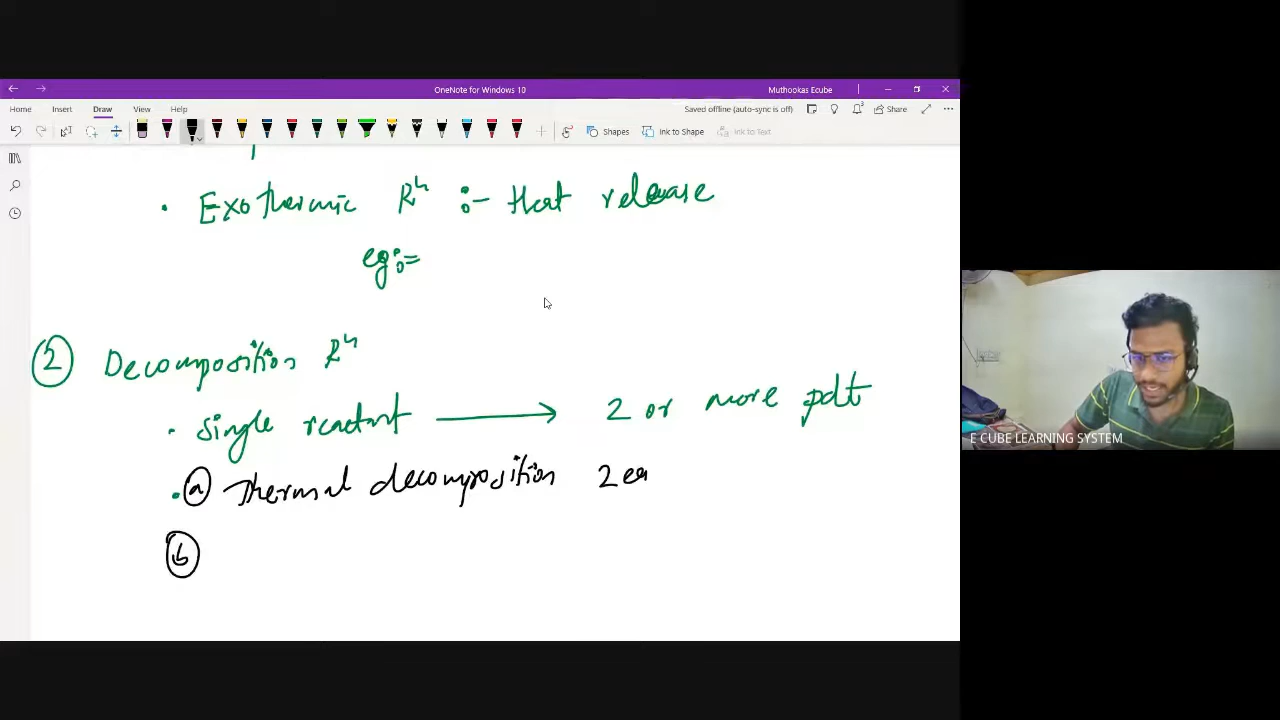 OneNote for Windows 10
Muthookas Ecube
Home Insert Draw View Help
Saved offline (auto-sync is off)
Share
Shapes
Ink to Shape
Ink to Text
• Exothermic Rⁿ :- Heat release
eg:=
② Decomposition Rⁿ
• Single reactant → 2 or more pdt
• ⓐ Thermal decomposition 2 eq
ⓑ
E CUBE LEARNING SYSTEM